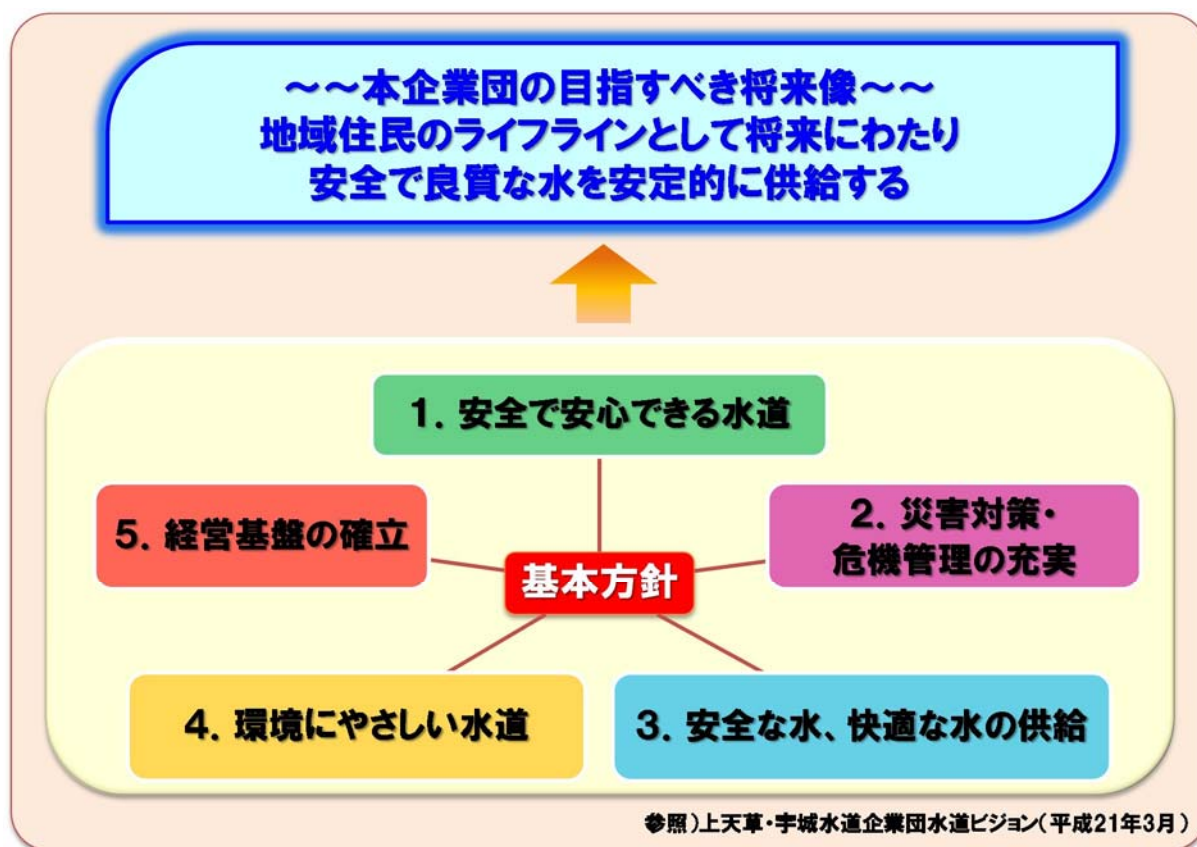 ～～本企業団の目指すべき将来像～～
地域住民のライフラインとして将来にわたり
安全で良質な水を安定的に供給する
1．安全で安心できる水道
2．災害対策・
危機管理の充実
3．安全な水、快適な水の供給
4．環境にやさしい水道
5．経営基盤の確立
基本方針
参照）上天草・宇城水道企業団水道ビジョン（平成21年3月）